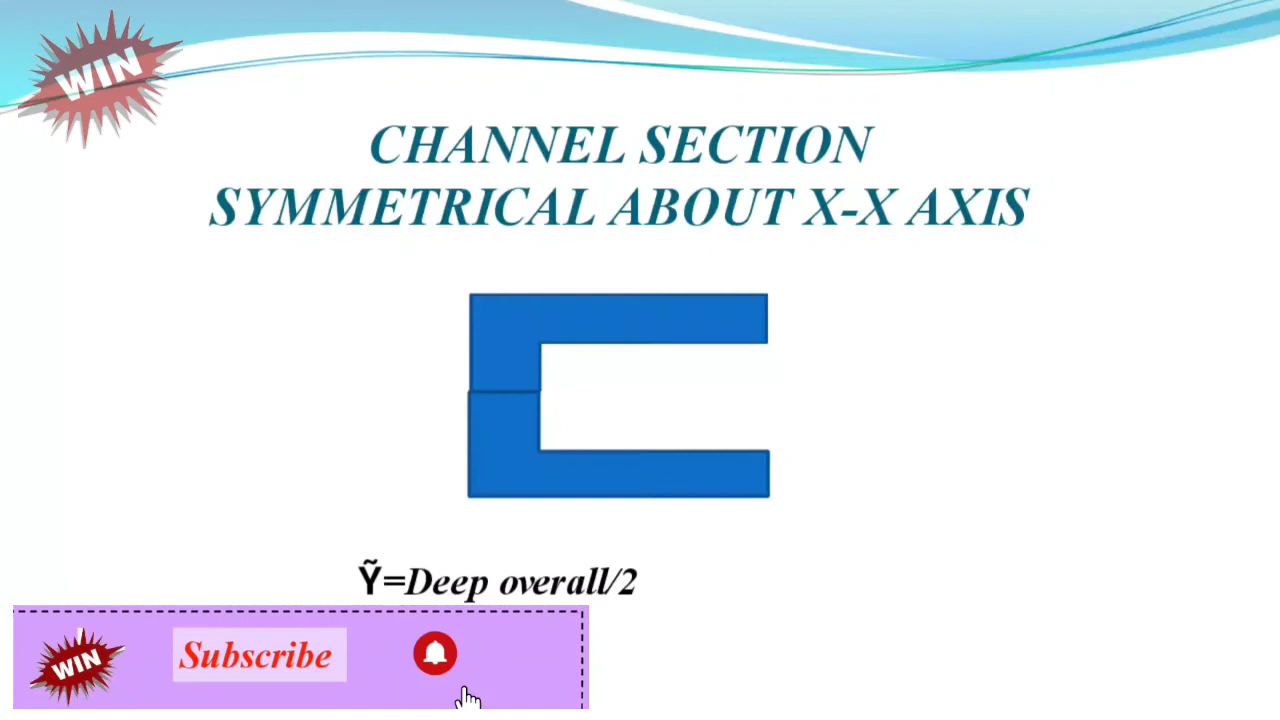 WIN
CHANNEL SECTION
SYMMETRICAL ABOUT X-X AXIS
Ỹ=Deep overall/2
WIN
Subscribe